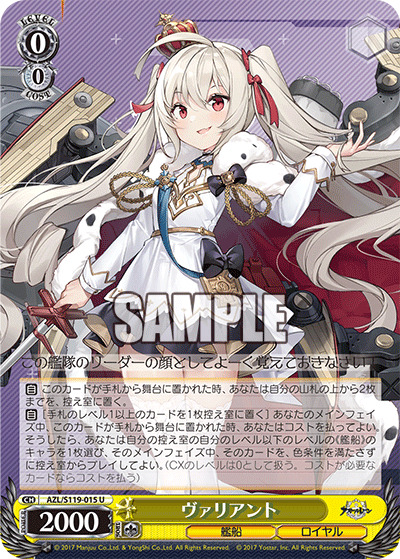 LEVEL
0
0
COST
SAMPLE
この艦隊のリーダーの顔としてよーく覚えておきなさい！
自 このカードが手札から舞台に置かれた時、あなたは自分の山札の上から2枚
までを、控え室に置く。
自 ［手札のレベル1以上のカードを1枚控え室に置く］ あなたのメインフェイ
ズ中、このカードが手札から舞台に置かれた時、あなたはコストを払ってよい。
そうしたら、あなたは自分の控え室の自分のレベル以下のレベルの《艦船》の
キャラを1枚選び、そのメインフェイズ中、そのカードを、色条件を満たさずに
控え室からプレイしてよい。（CXのレベルは0として扱う。コストが必要
ならコストは払う）
CH AZL/S119-015 U
ヴァリアント
アズールレーン
POWER
2000
SOUL
艦船
ロイヤル
© 2017 Manjuu Co.,Ltd. & YongShi Co.,Ltd. All Rights Reserved. © 2017 Yostar, Inc. All Rights Reserved.